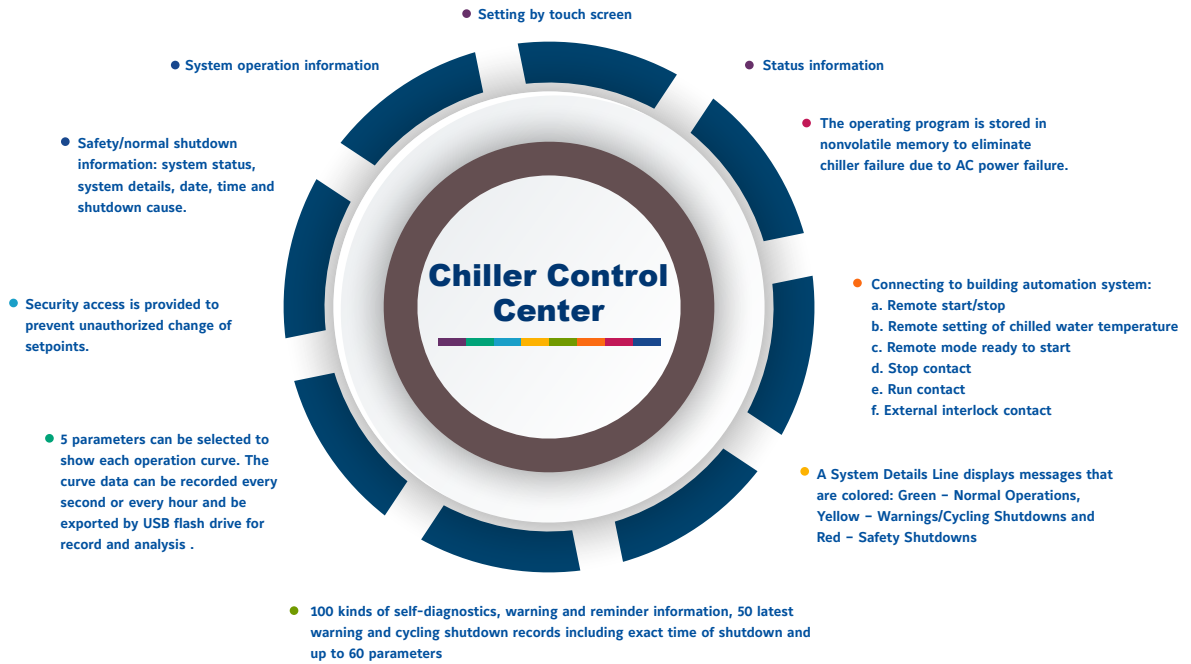 Setting by touch screen
System operation information
Status information
The operating program is stored in
nonvolatile memory to eliminate
chiller failure due to AC power failure.
Safety/normal shutdown
information: system status,
system details, date, time and
shutdown cause.
Chiller Control
Center
Security access is provided to
prevent unauthorized change of
setpoints.
Connecting to building automation system:
a. Remote start/stop
b. Remote setting of chilled water temperature
c. Remote mode ready to start
d. Stop contact
e. Run contact
f. External interlock contact
5 parameters can be selected to
show each operation curve. The
curve data can be recorded every
second or every hour and be
exported by USB flash drive for
record and analysis .
A System Details Line displays messages that
are colored: Green – Normal Operations,
Yellow – Warnings/Cycling Shutdowns and
Red – Safety Shutdowns
100 kinds of self-diagnostics, warning and reminder information, 50 latest
warning and cycling shutdown records including exact time of shutdown and
up to 60 parameters